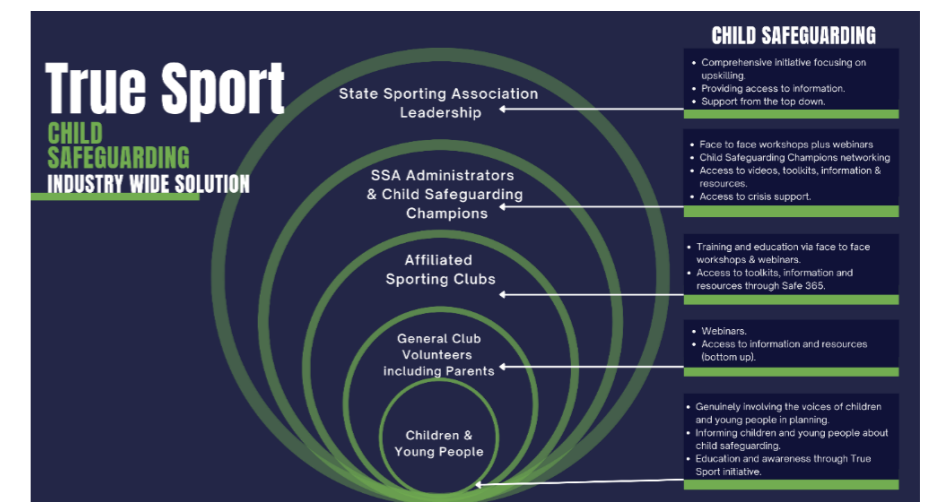 True Sport
CHILD
SAFEGUARDING
INDUSTRY WIDE SOLUTION
State Sporting Association
Leadership
SSA Administrators
& Child Safeguarding
Champions
Affiliated
Sporting Clubs
General Club
Volunteers
including Parents
Children &
Young People
CHILD SAFEGUARDING
• Comprehensive initiative focusing on
upskilling.
• Providing access to information.
• Support from the top down.
• Face to face workshops plus webinars
• Child Safeguarding Champions networking
• Access to videos, toolkits, information &
resources.
• Access to crisis support.
• Training and education via face to face
workshops & webinars.
• Access to toolkits, information and
resources through Safe 365.
• Webinars.
• Access to information and resources
(bottom up).
• Genuinely involving the voices of children
and young people in planning.
• Informing children and young people about
child safeguarding.
• Education and awareness through True
Sport initiative.